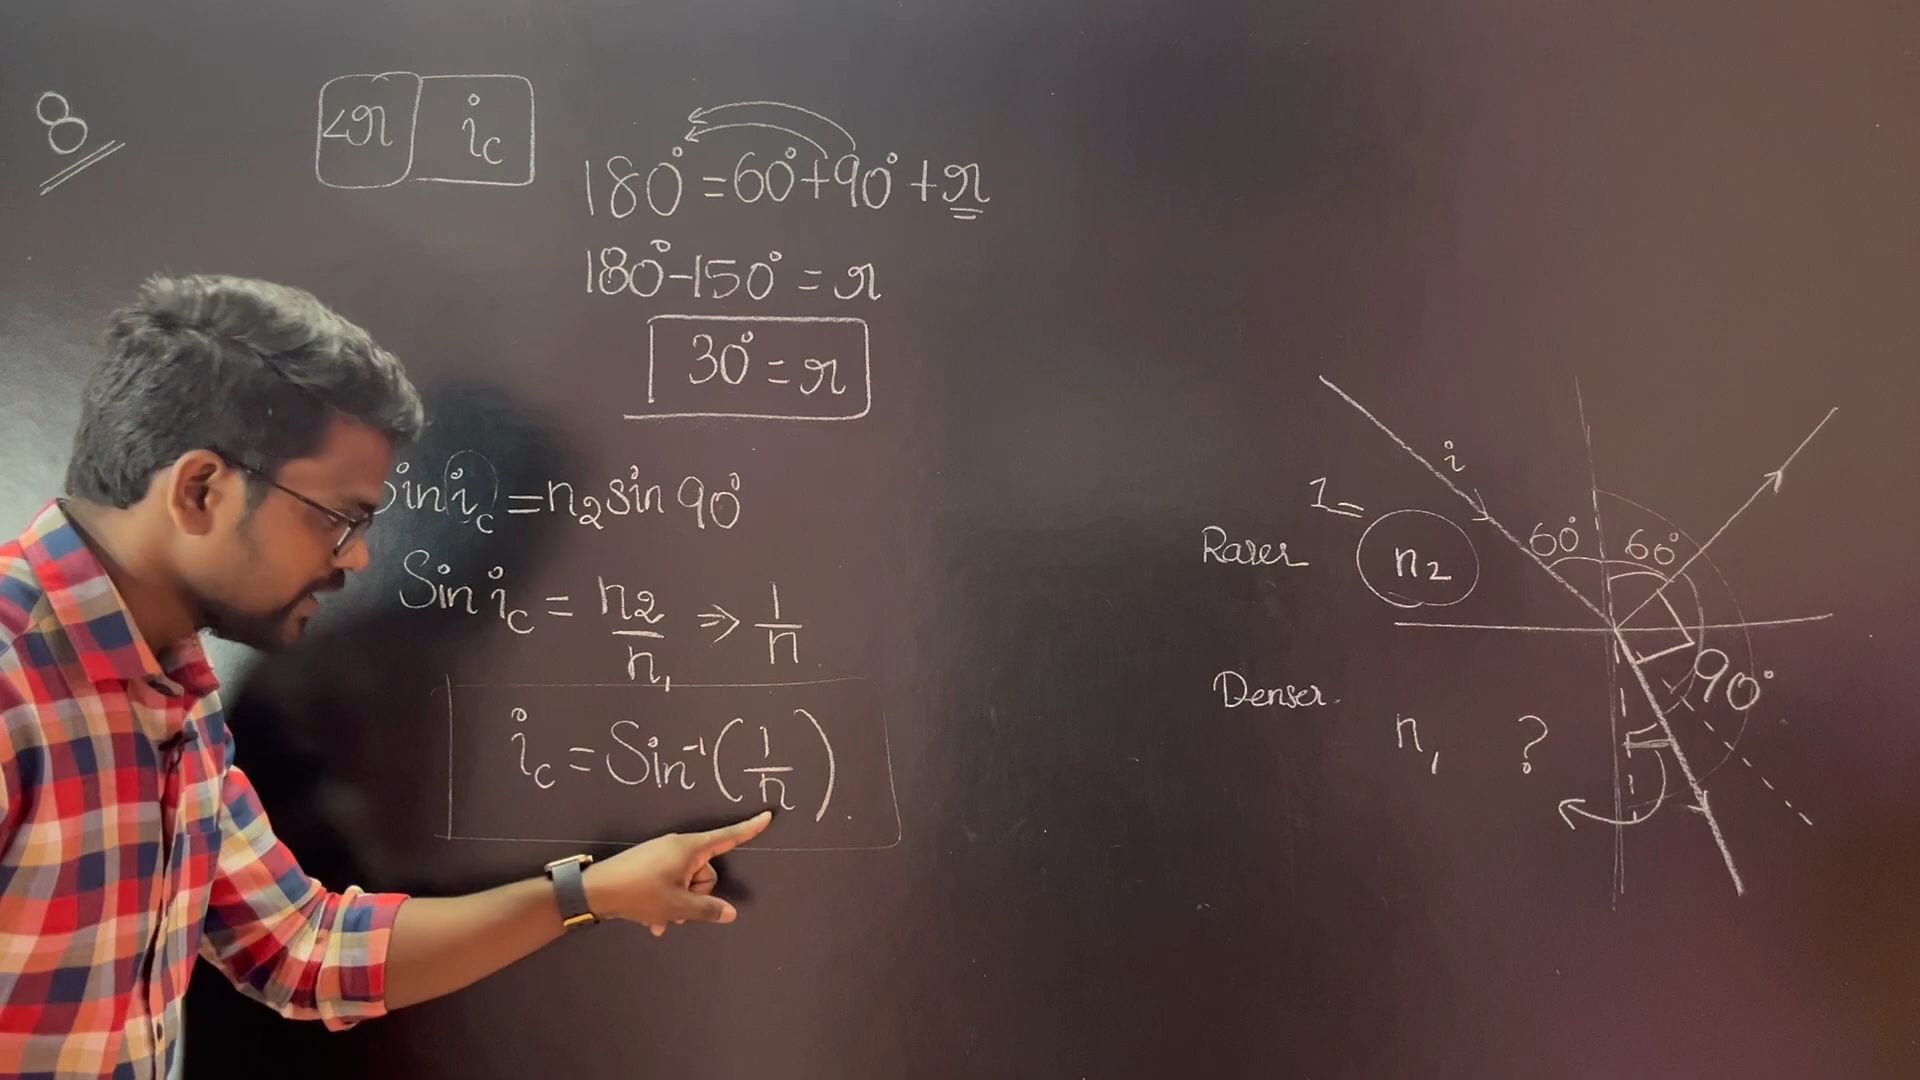 8
∠r i_c
180° = 60° + 90° + r
180° - 150° = r
30° = r
Sin i_c = n₂ sin 90°
Sin i_c = n₂/n₁ ⇒ 1/n
i_c = Sin⁻¹(1/n).
i
1
60° 60°
Rarer n₂
90°
Denser.
n₁ ?